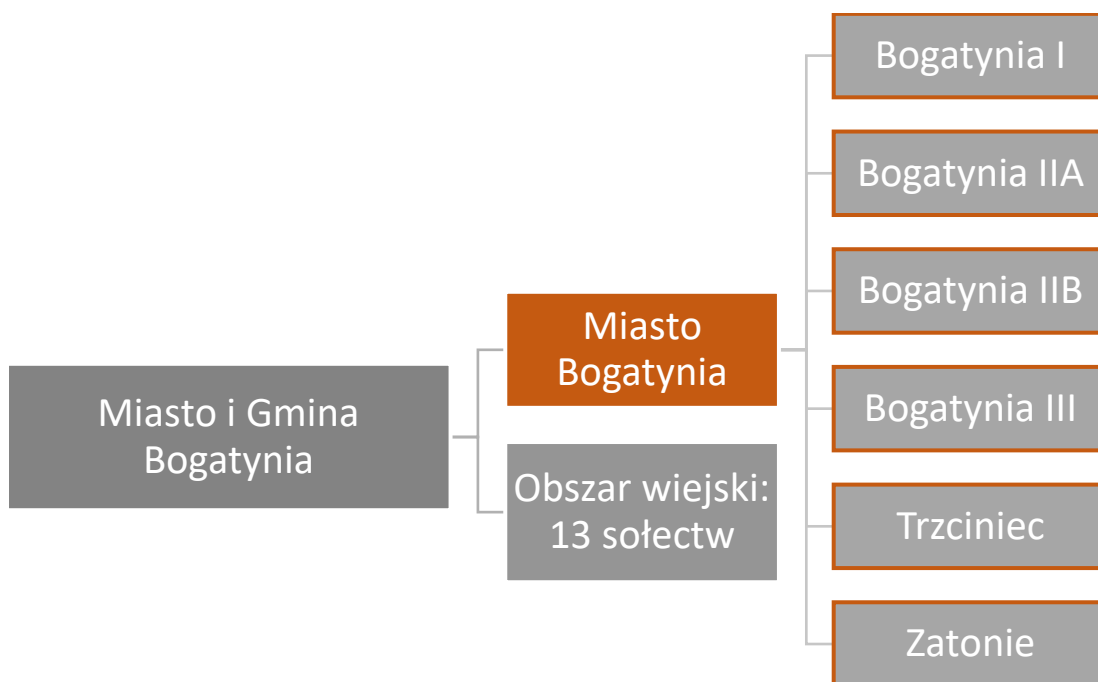 Miasto i Gmina
Bogatynia
Miasto
Bogatynia
Obszar wiejski:
13 sołectw
Bogatynia I
Bogatynia IIA
Bogatynia IIB
Bogatynia III
Trzciniec
Zatonie